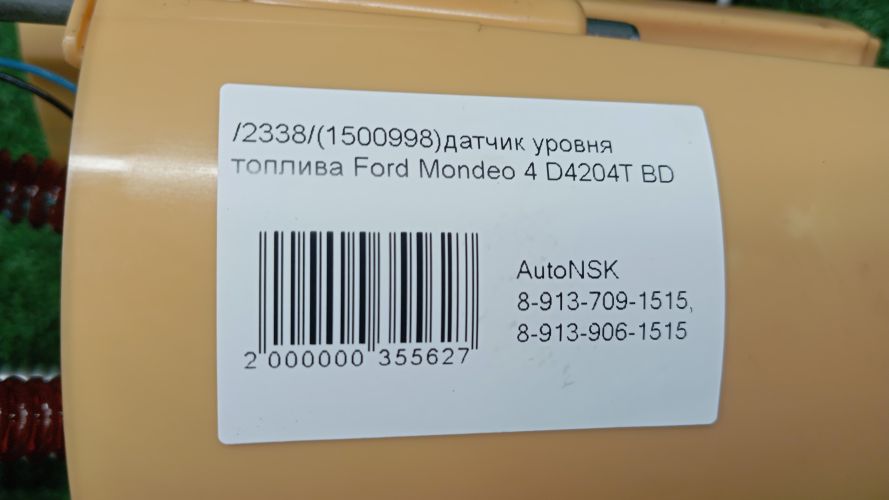 /2338/(1500998)датчик уровня
топлива Ford Mondeo 4 D4204T BD
AutoNSK
8-913-709-1515,
8-913-906-1515
2 000000 355627